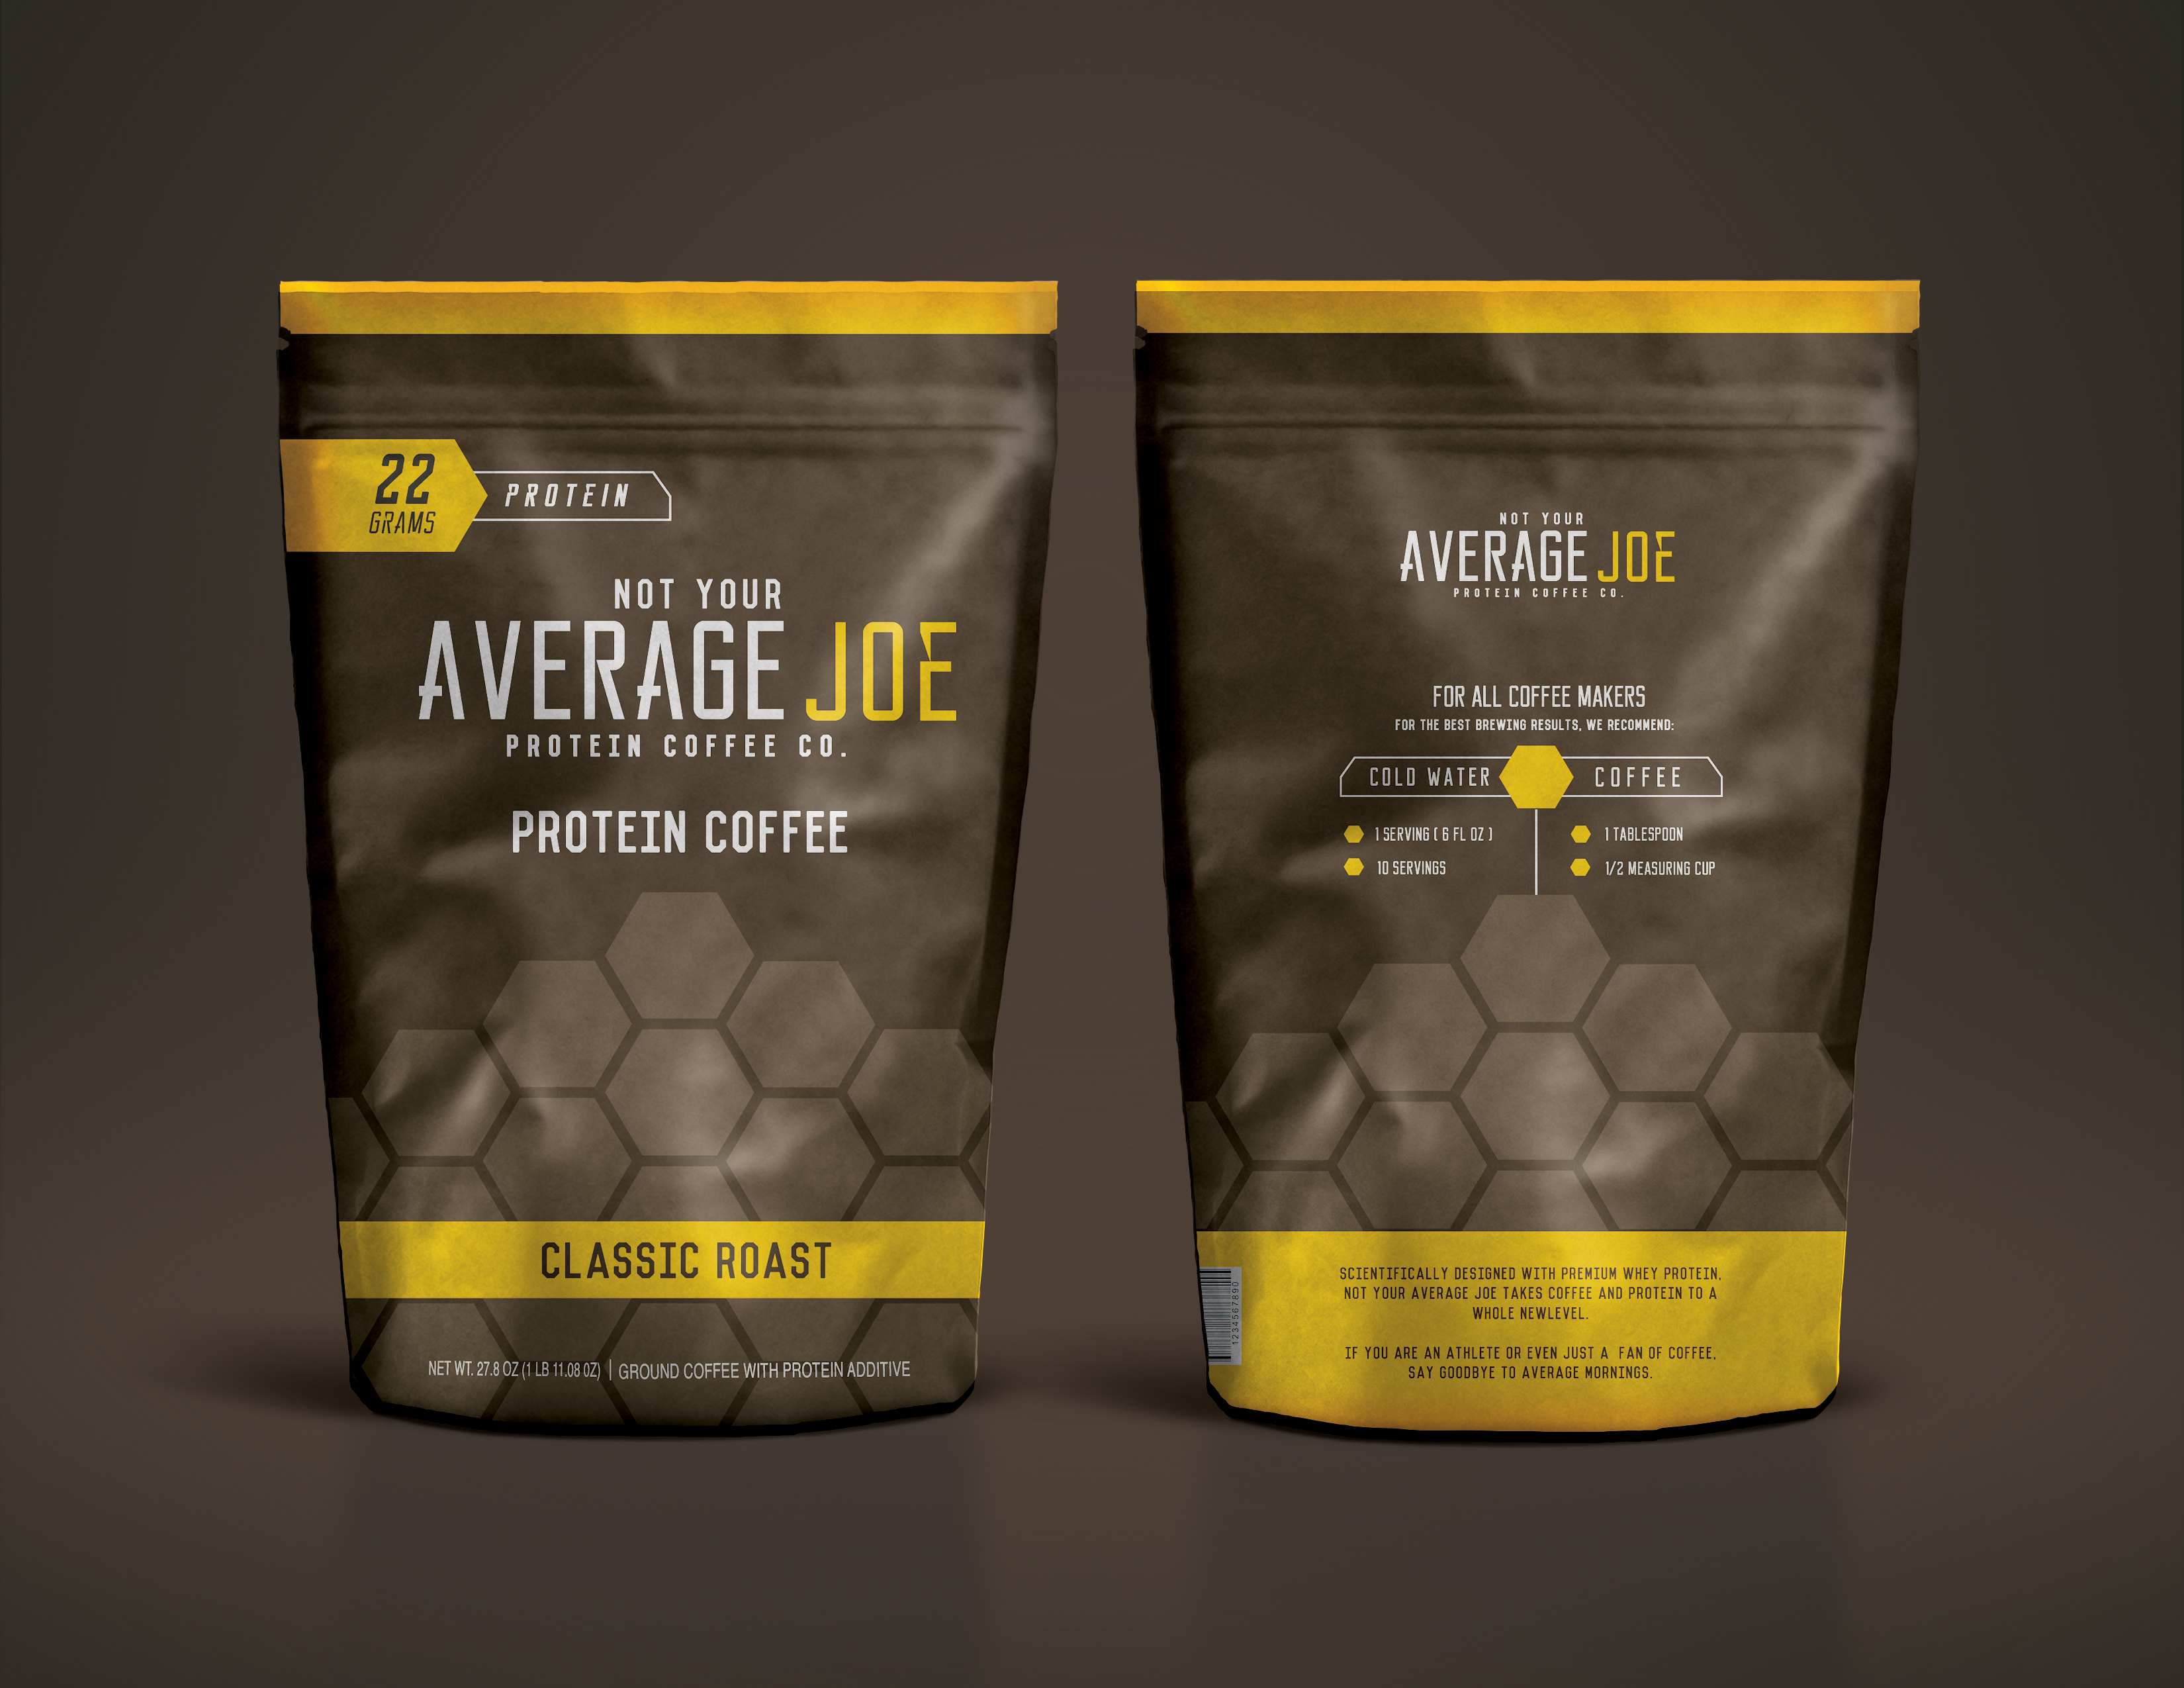 22
GRAMS
PROTEIN
NOT YOUR
AVERAGE JOE
PROTEIN COFFEE CO.
PROTEIN COFFEE
CLASSIC ROAST
NET WT. 27.8 OZ (1 LB 11.08 OZ) | GROUND COFFEE WITH PROTEIN ADDITIVE
NOT YOUR
AVERAGE JOE
PROTEIN COFFEE CO.
FOR ALL COFFEE MAKERS
FOR THE BEST BREWING RESULTS, WE RECOMMEND:
COLD WATER COFFEE
1 SERVING ( 6 FL OZ ) 1 TABLESPOON
10 SERVINGS 1/2 MEASURING CUP
SCIENTIFICALLY DESIGNED WITH PREMIUM WHEY PROTEIN,
NOT YOUR AVERAGE JOE TAKES COFFEE AND PROTEIN TO A
WHOLE NEWLEVEL.
IF YOU ARE AN ATHLETE OR EVEN JUST A FAN OF COFFEE,
SAY GOODBYE TO AVERAGE MORNINGS.
1234567890